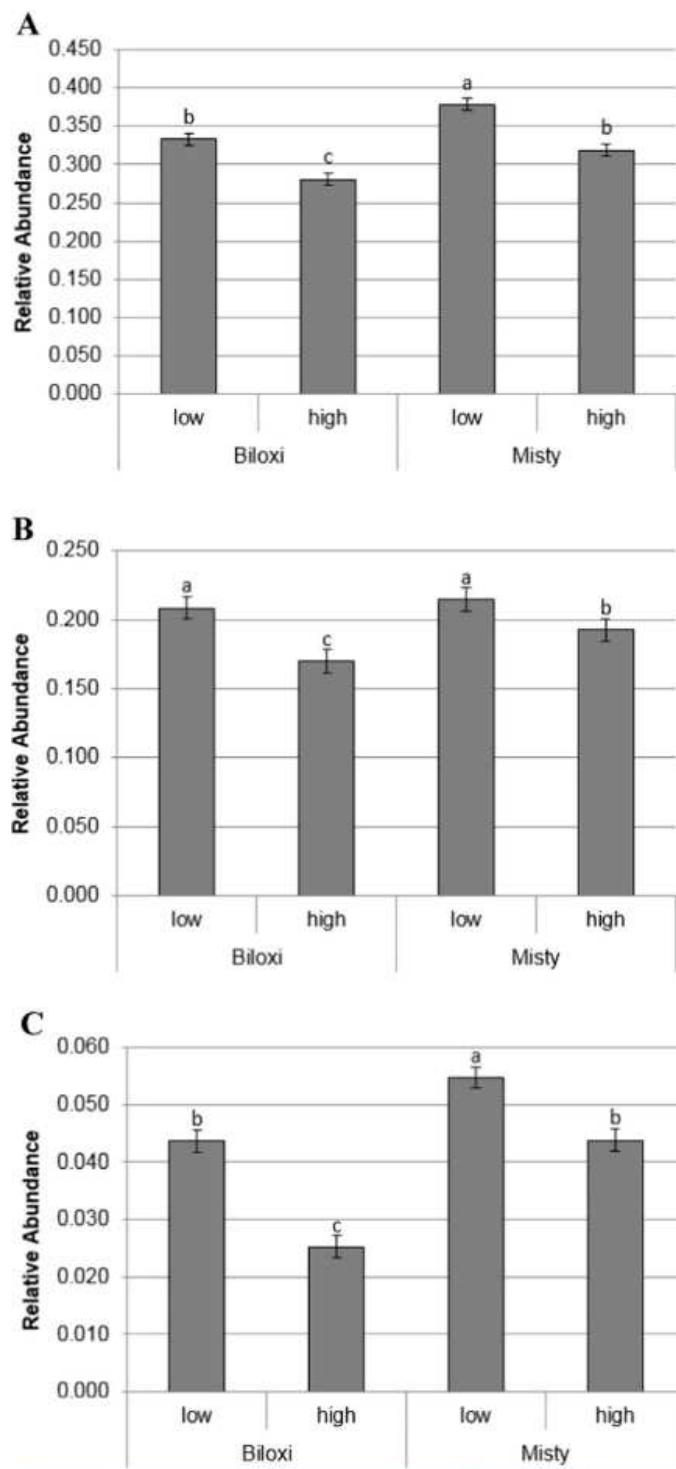 A
0.450
0.400
0.350
0.300
0.250
0.200
0.150
0.100
0.050
0.000
Relative Abundance
b
c
a
b
low high low high
Biloxi Misty
B
0.250
0.200
0.150
0.100
0.050
0.000
Relative Abundance
a
c
a
b
low high low high
Biloxi Misty
C
0.060
0.050
0.040
0.030
0.020
0.010
0.000
Relative Abundance
b
c
a
b
low high low high
Biloxi Misty